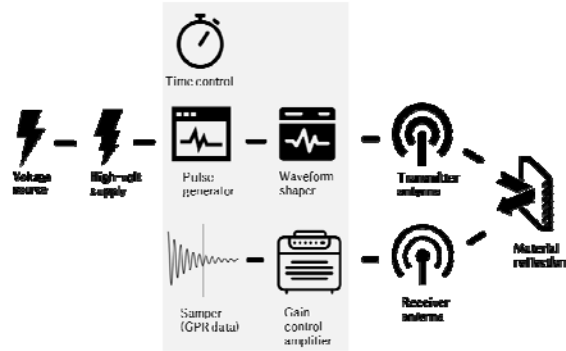 Time control
Voltage
source
High-volt
supply
Pulse
generator
Waveform
shaper
Transmitter
antenna
Material
reflection
Samper
(GPR data)
Gain
control
amplifier
Receiver
antenna